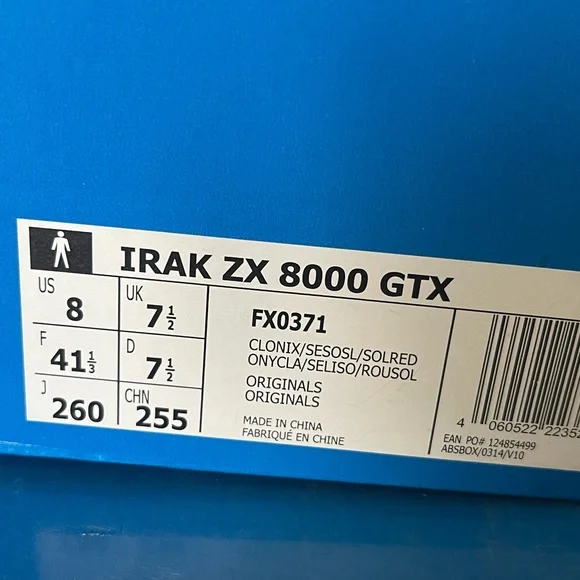 IRAK ZX 8000 GTX
US 8
UK 7½
F 41⅓
D 7½
J 260
CHN 255
FX0371
CLONIX/SESOSL/SOLRED
ONYCLA/SELISO/ROUSOL
ORIGINALS
ORIGINALS
MADE IN CHINA
FABRIQUÉ EN CHINE
4 060522
EAN PO# 124854499
ABSBOX/0314/V10